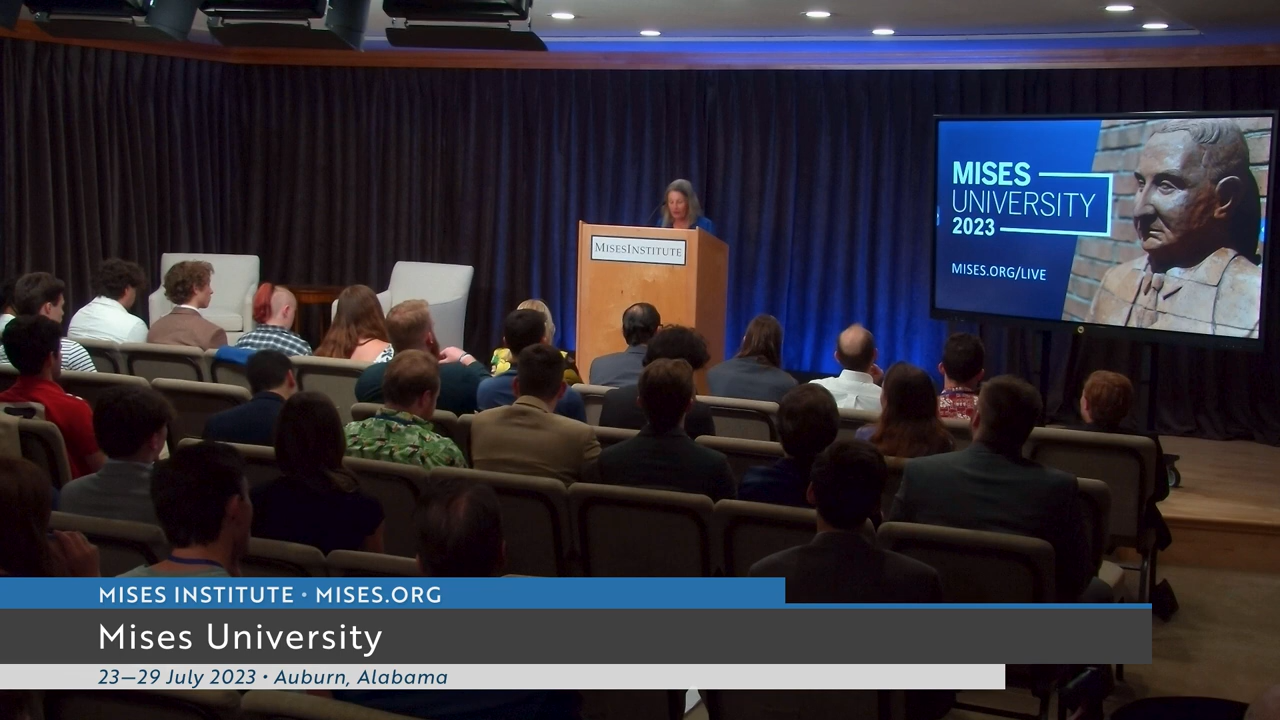 MISES
UNIVERSITY
2023
MISES.ORG/LIVE
MISESINSTITUTE
MISES INSTITUTE • MISES.ORG
Mises University
23—29 July 2023 • Auburn, Alabama